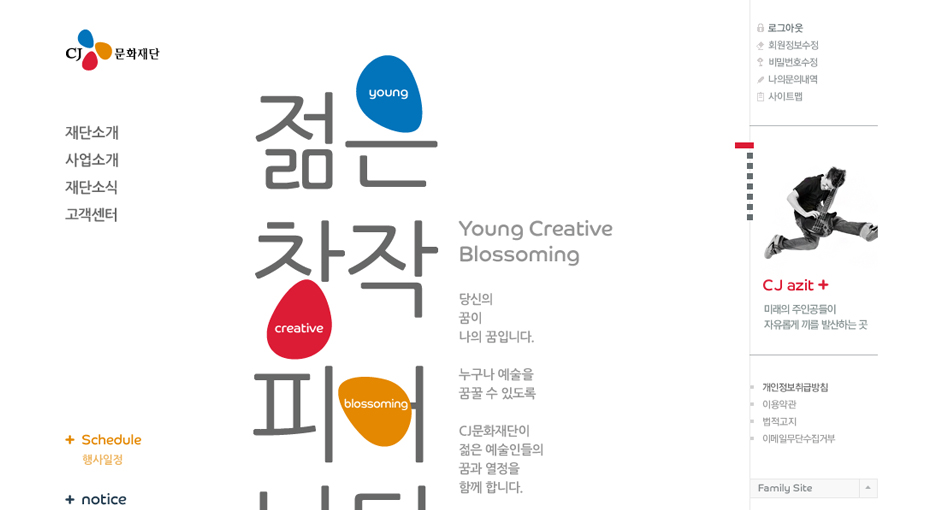 CJ 문화재단
재단소개
사업소개
재단소식
고객센터
+ Schedule
행사일정
+ notice
젊은
young
창작
creative
피어
blossoming
Young Creative
Blossoming
당신의
꿈이
나의 꿈입니다.
누구나 예술을
꿈꿀 수 있도록
CJ문화재단이
젊은 예술인들의
꿈과 열정을
함께 합니다.
로그아웃
회원정보수정
비밀번호수정
나의문의내역
사이트맵
CJ azit +
미래의 주인공들이
자유롭게 끼를 발산하는 곳
개인정보취급방침
이용약관
법적고지
이메일무단수집거부
Family Site